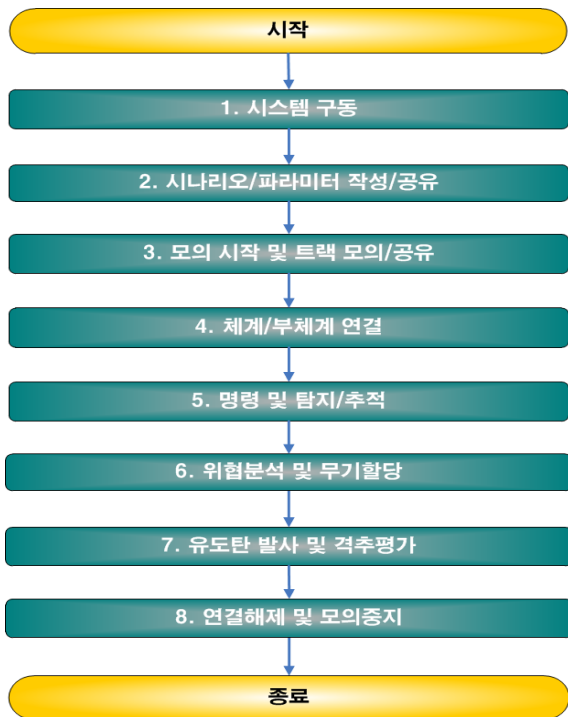 시작
1. 시스템 구동
2. 시나리오/파라미터 작성/공유
3. 모의 시작 및 트랙 모의/공유
4. 체계/부체계 연결
5. 명령 및 탐지/추적
6. 위협분석 및 무기할당
7. 유도탄 발사 및 격추평가
8. 연결해제 및 모의중지
종료